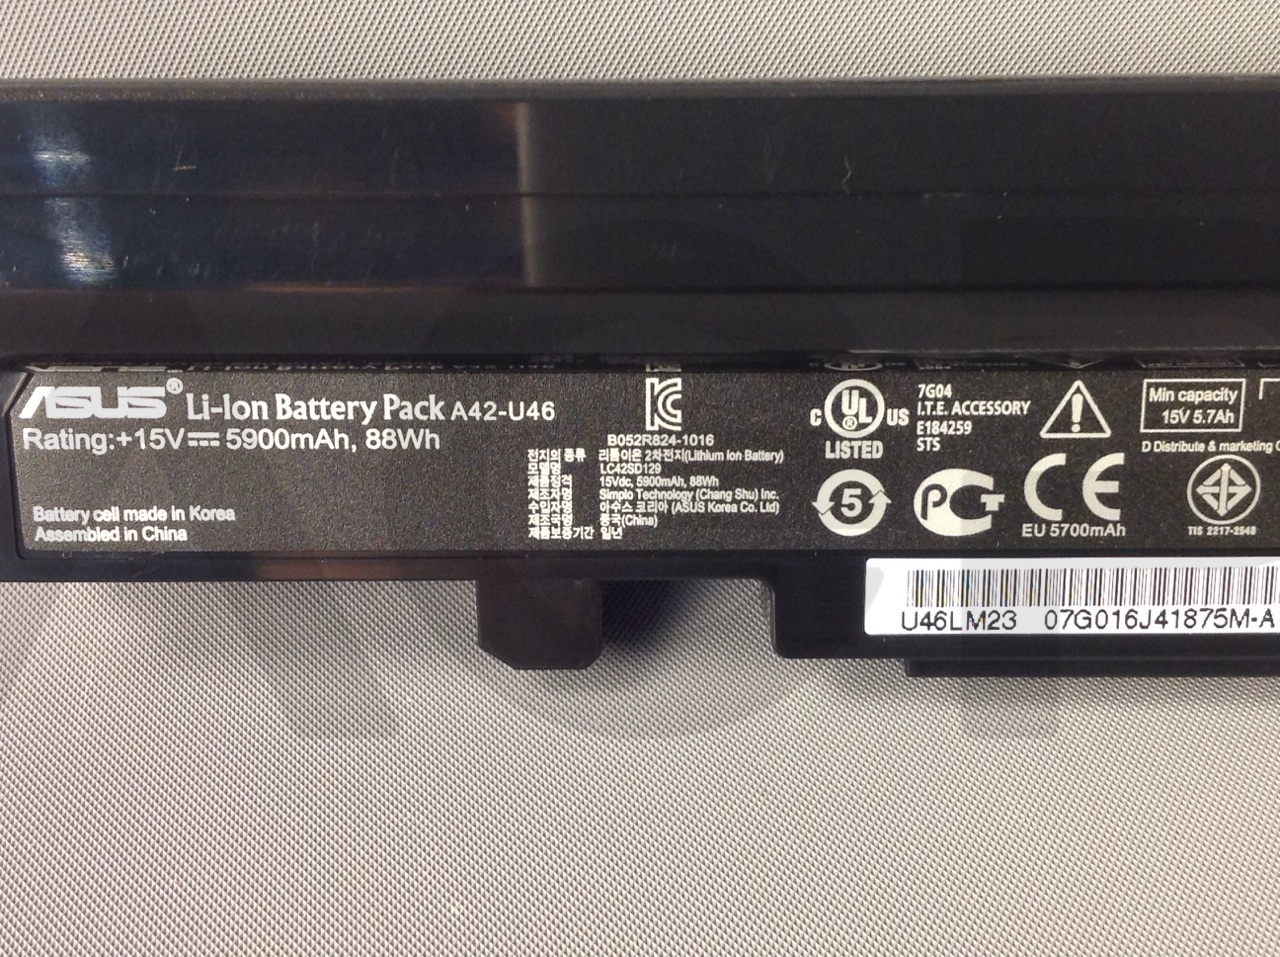 ASUS® Li-Ion Battery Pack A42-U46
Rating:+15V⎓ 5900mAh, 88Wh
Battery cell made in Korea
Assembled in China
B052R824-1016
전지의 종류 리튬이온 2차전지(Lithium Ion Battery)
모델명 LC42SD129
제품정격 15Vdc, 5900mAh, 88Wh
제조자명 Simplo Technology (Chang Shu) Inc.
수입자명 아수스 코리아 (ASUS Korea Co. Ltd)
제조국명 중국(China)
제품보증기간 일년
C UL US
LISTED
7G04
I.T.E. ACCESSORY
E184259
STS
Min capacity
15V 5.7Ah
D Distribute & marketing
5
PG
CE
EU 5700mAh
TIS 2217-2548
U46LM23 07G016J41875M-A